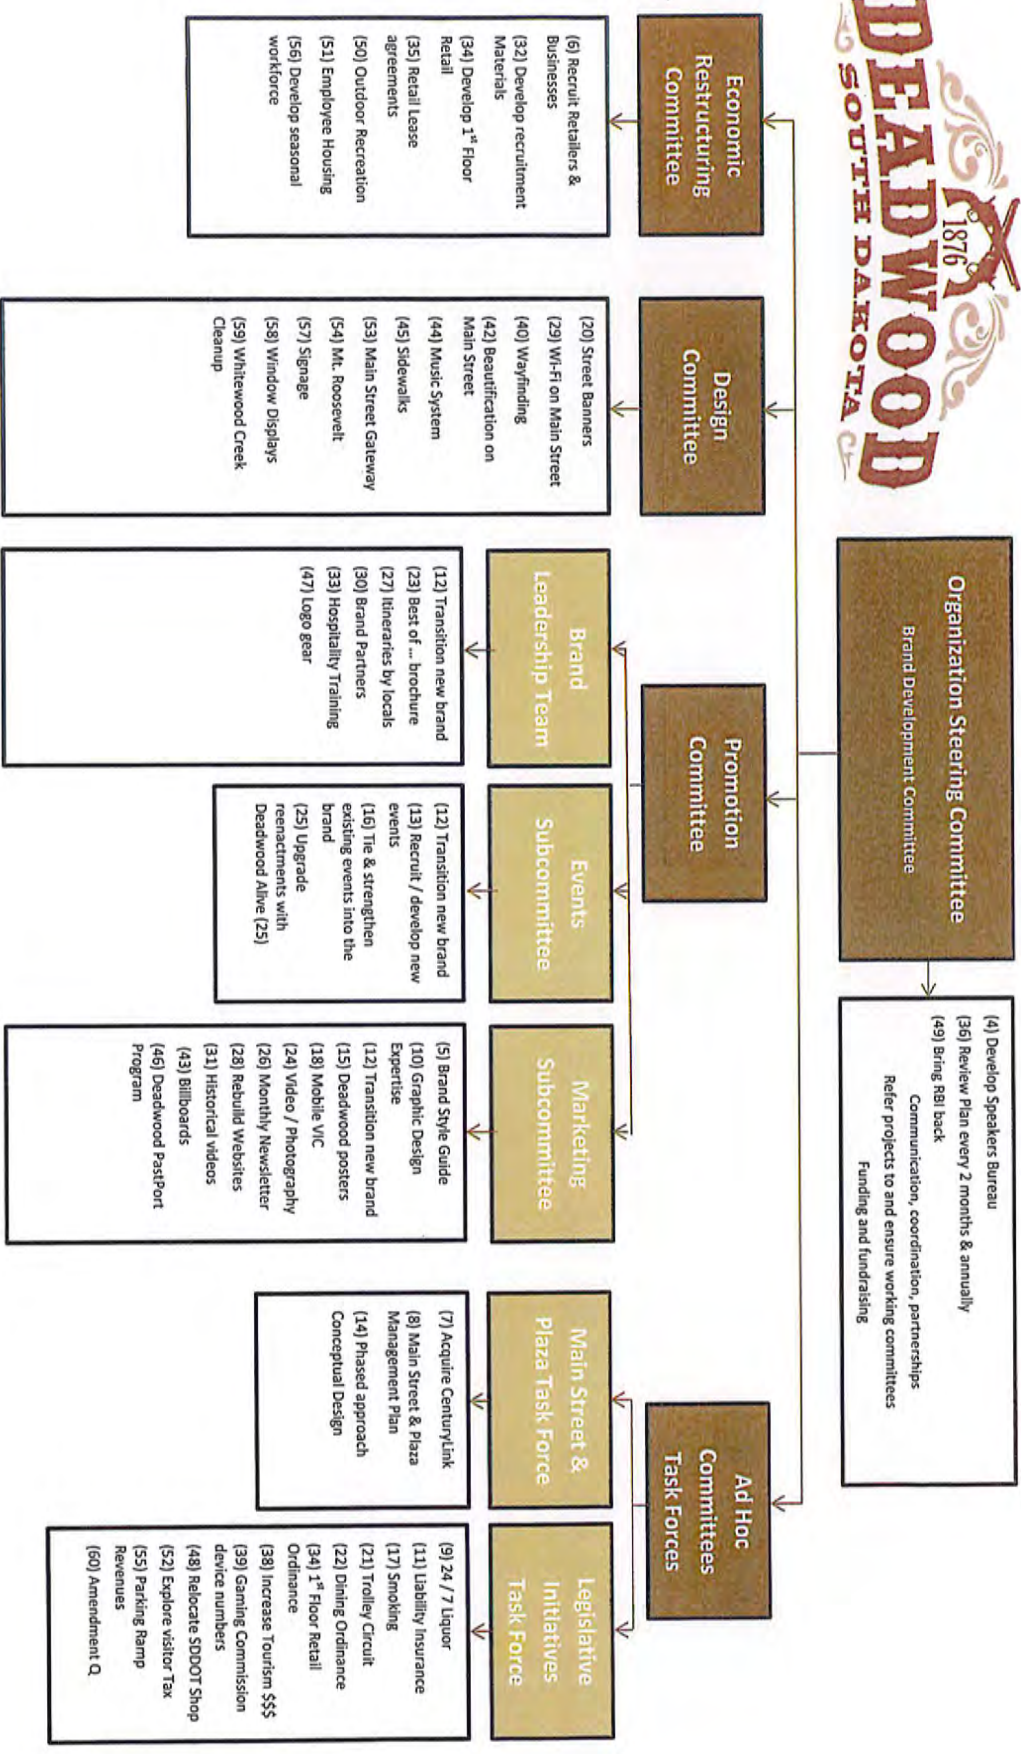 1876
DEADWOOD
SOUTH DAKOTA
Organization Steering Committee
Brand Development Committee
(4) Develop Speakers Bureau
(36) Review Plan every 2 months & annually
(49) Bring RBI back
Communication, coordination, partnerships
Refer projects to and ensure working committees
Funding and fundraising
Economic
Restructuring
Committee
(6) Recruit Retailers &
Businesses
(32) Develop recruitment
Materials
(34) Develop 1st Floor
Retail
(35) Retail Lease
agreements
(50) Outdoor Recreation
(51) Employee Housing
(56) Develop seasonal
workforce
Design
Committee
(20) Street Banners
(29) Wi-Fi on Main Street
(40) Wayfinding
(42) Beautification on
Main Street
(44) Music System
(45) Sidewalks
(53) Main Street Gateway
(54) Mt. Roosevelt
(57) Signage
(58) Window Displays
(59) Whitewood Creek
Cleanup
Promotion
Committee
Brand
Leadership Team
(12) Transition new brand
(23) Best of ... brochure
(27) Itineraries by locals
(30) Brand Partners
(33) Hospitality Training
(47) Logo gear
Events
Subcommittee
(12) Transition new brand
(13) Recruit / develop new
events
(16) Tie & strengthen
existing events into the
brand
(25) Upgrade
reenactments with
Deadwood Alive (25)
Marketing
Subcommittee
(5) Brand Style Guide
(10) Graphic Design
Expertise
(12) Transition new brand
(15) Deadwood posters
(18) Mobile VIC
(24) Video / Photography
(26) Monthly Newsletter
(28) Rebuild Websites
(31) Historical videos
(43) Billboards
(46) Deadwood PastPort
Program
Ad Hoc
Committees
Task Forces
Main Street &
Plaza Task Force
(7) Acquire CenturyLink
(8) Main Street & Plaza
Management Plan
(14) Phased approach
Conceptual Design
Legislative
Initiatives
Task Force
(9) 24 / 7 Liquor
(11) Liability Insurance
(17) Smoking
(21) Trolley Circuit
(22) Dining Ordinance
(34) 1st Floor Retail
Ordinance
(38) Increase Tourism $$$
(39) Gaming Commission
device numbers
(48) Relocate SDDOT Shop
(52) Explore visitor Tax
(55) Parking Ramp
Revenues
(60) Amendment Q